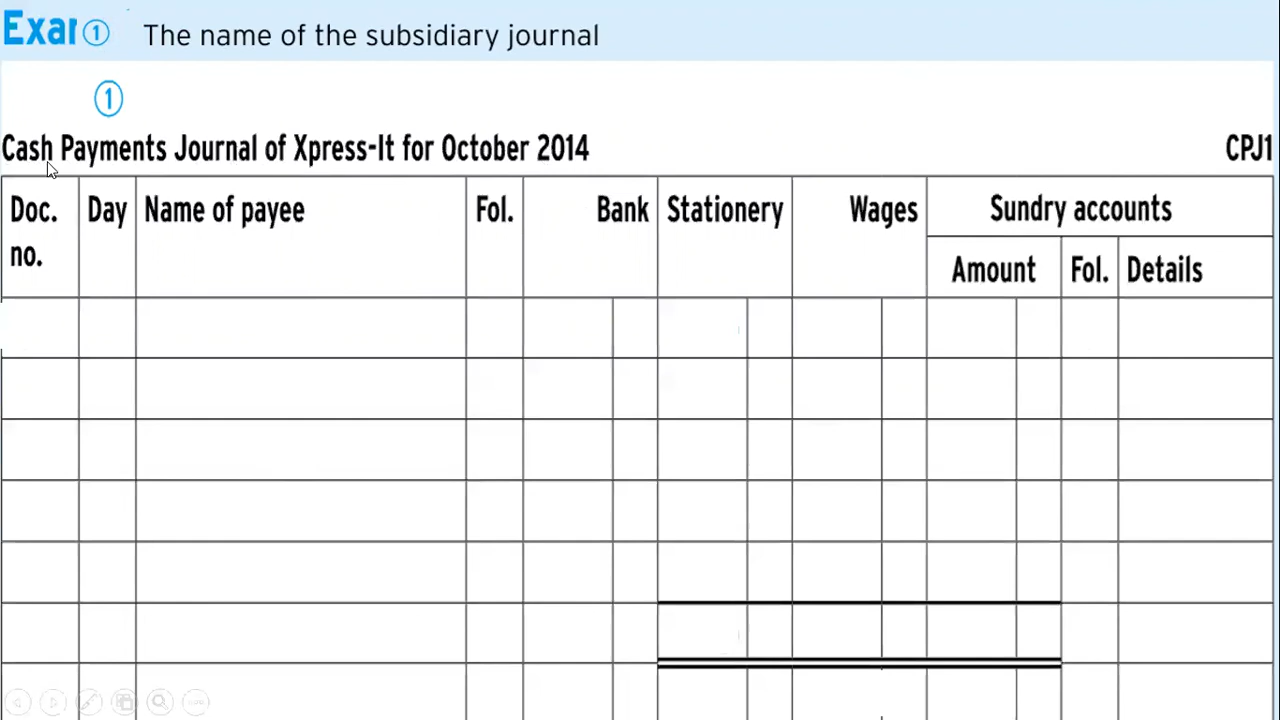 Exar ① The name of the subsidiary journal
①
Cash Payments Journal of Xpress-It for October 2014 CPJ1
Doc. no. Day Name of payee Fol. Bank Stationery Wages Sundry accounts
Amount Fol. Details